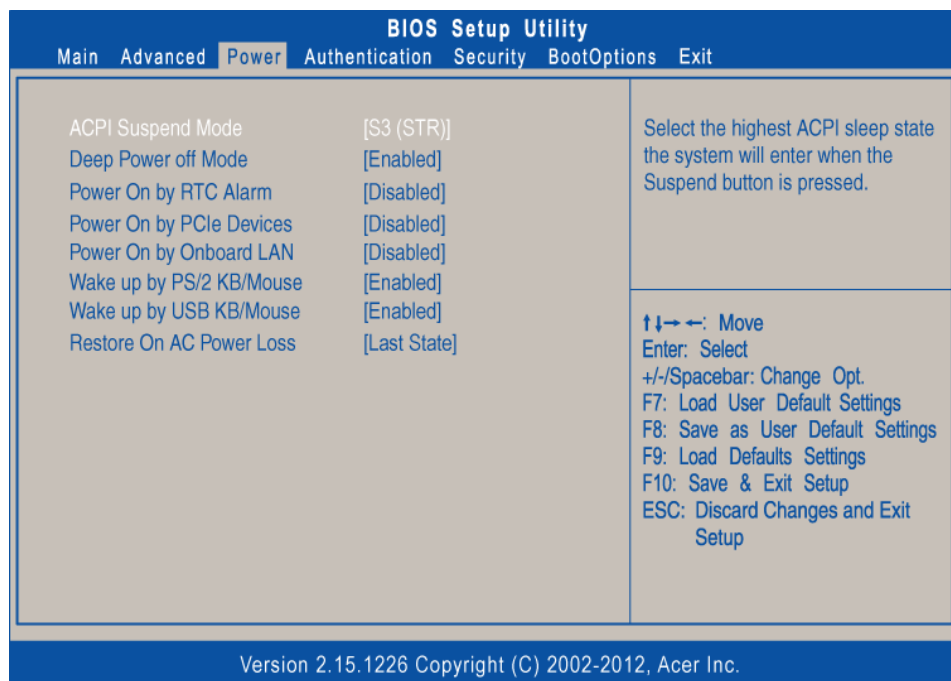 BIOS Setup Utility
Main Advanced Power Authentication Security BootOptions Exit
ACPI Suspend Mode [S3 (STR)]
Deep Power off Mode [Enabled]
Power On by RTC Alarm [Disabled]
Power On by PCIe Devices [Disabled]
Power On by Onboard LAN [Disabled]
Wake up by PS/2 KB/Mouse [Enabled]
Wake up by USB KB/Mouse [Enabled]
Restore On AC Power Loss [Last State]
Select the highest ACPI sleep state
the system will enter when the
Suspend button is pressed.
↑↓→←: Move
Enter: Select
+/-/Spacebar: Change Opt.
F7: Load User Default Settings
F8: Save as User Default Settings
F9: Load Defaults Settings
F10: Save & Exit Setup
ESC: Discard Changes and Exit
Setup
Version 2.15.1226 Copyright (C) 2002-2012, Acer Inc.